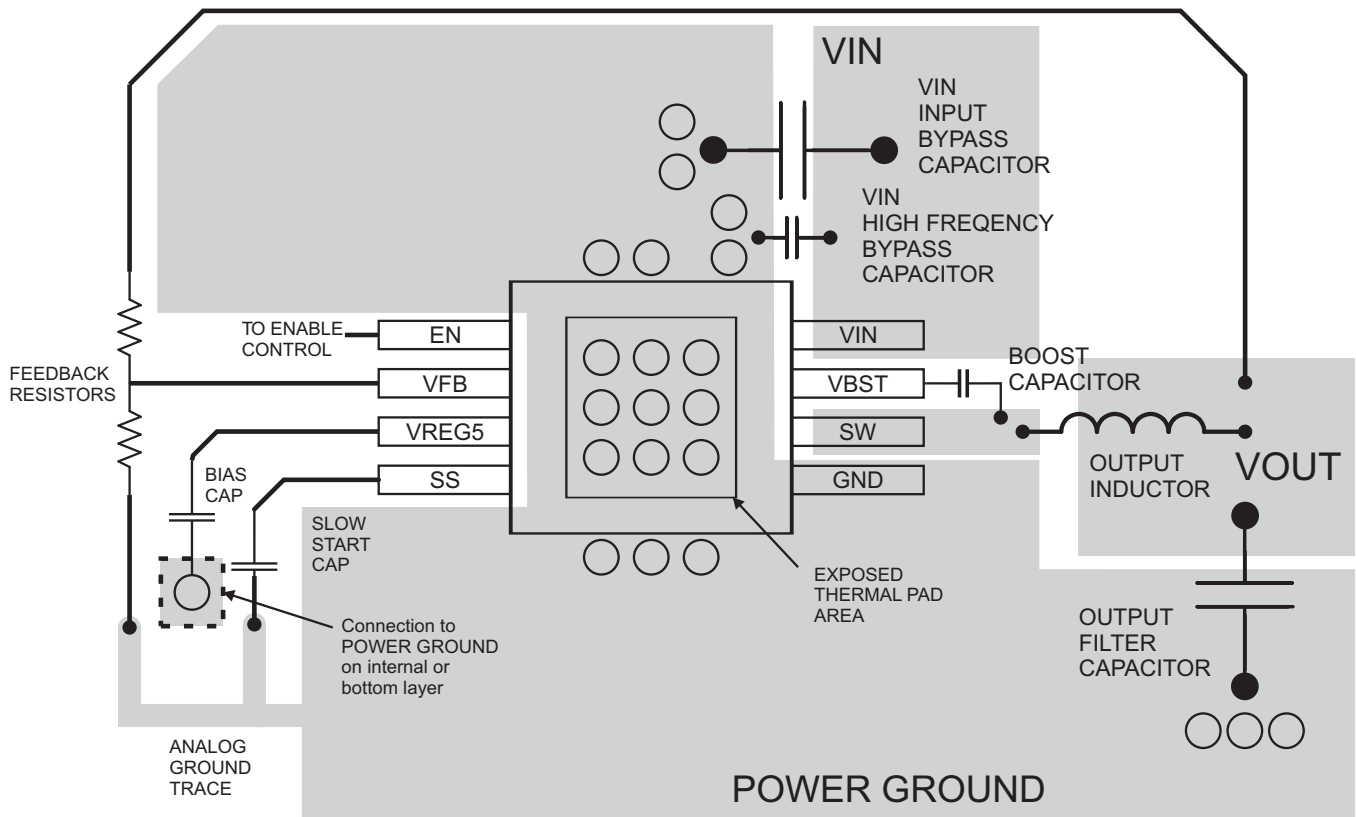 VIN
VIN
INPUT
BYPASS
CAPACITOR
VIN
HIGH FREQENCY
BYPASS
CAPACITOR
TO ENABLE
CONTROL
EN
VIN
FEEDBACK
RESISTORS
VFB
VBST
BOOST
CAPACITOR
VREG5
SW
BIAS
CAP
SS
GND
OUTPUT
INDUCTOR
VOUT
SLOW
START
CAP
EXPOSED
THERMAL PAD
AREA
Connection to
POWER GROUND
on internal or
bottom layer
OUTPUT
FILTER
CAPACITOR
ANALOG
GROUND
TRACE
POWER GROUND